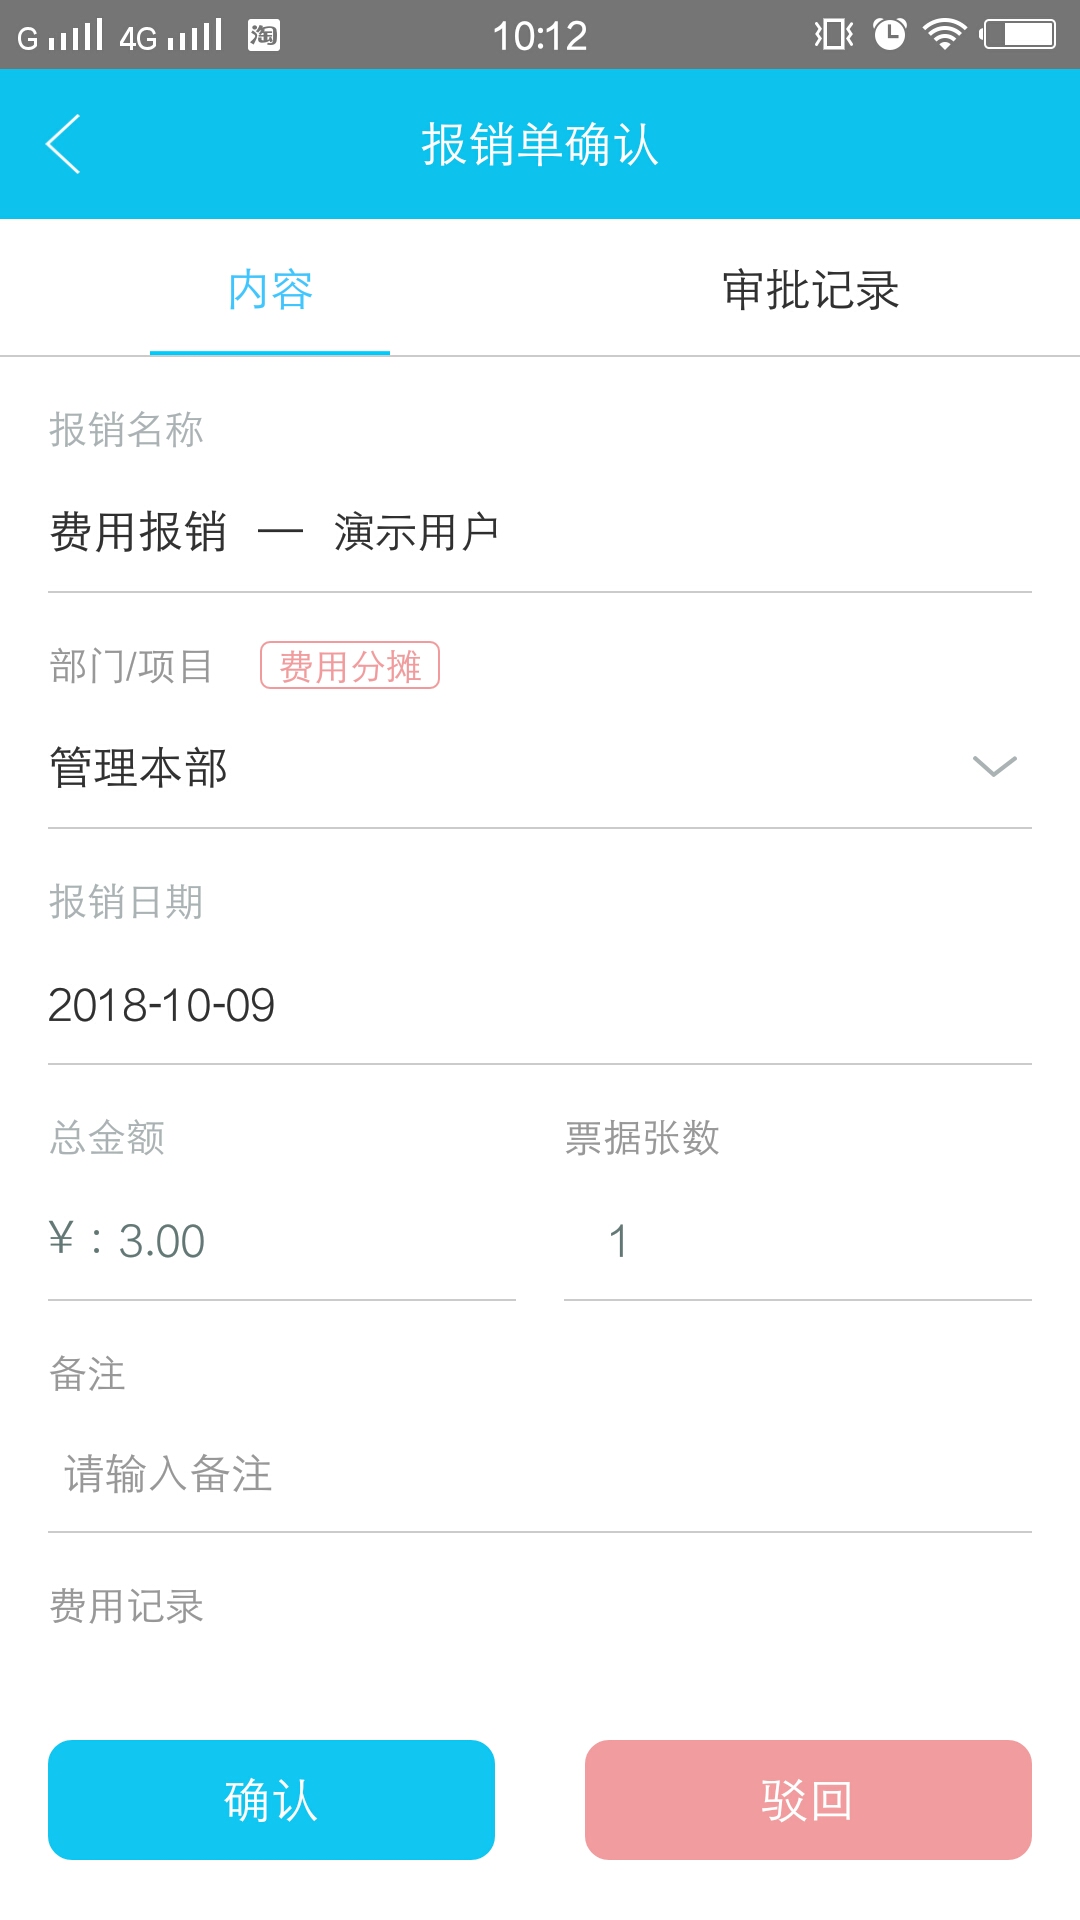 G 4G 淘 10:12
报销单确认
内容 审批记录
报销名称
费用报销 — 演示用户
部门/项目 费用分摊
管理本部
报销日期
2018-10-09
总金额 票据张数
¥：3.00 1
备注
请输入备注
费用记录
确认 驳回